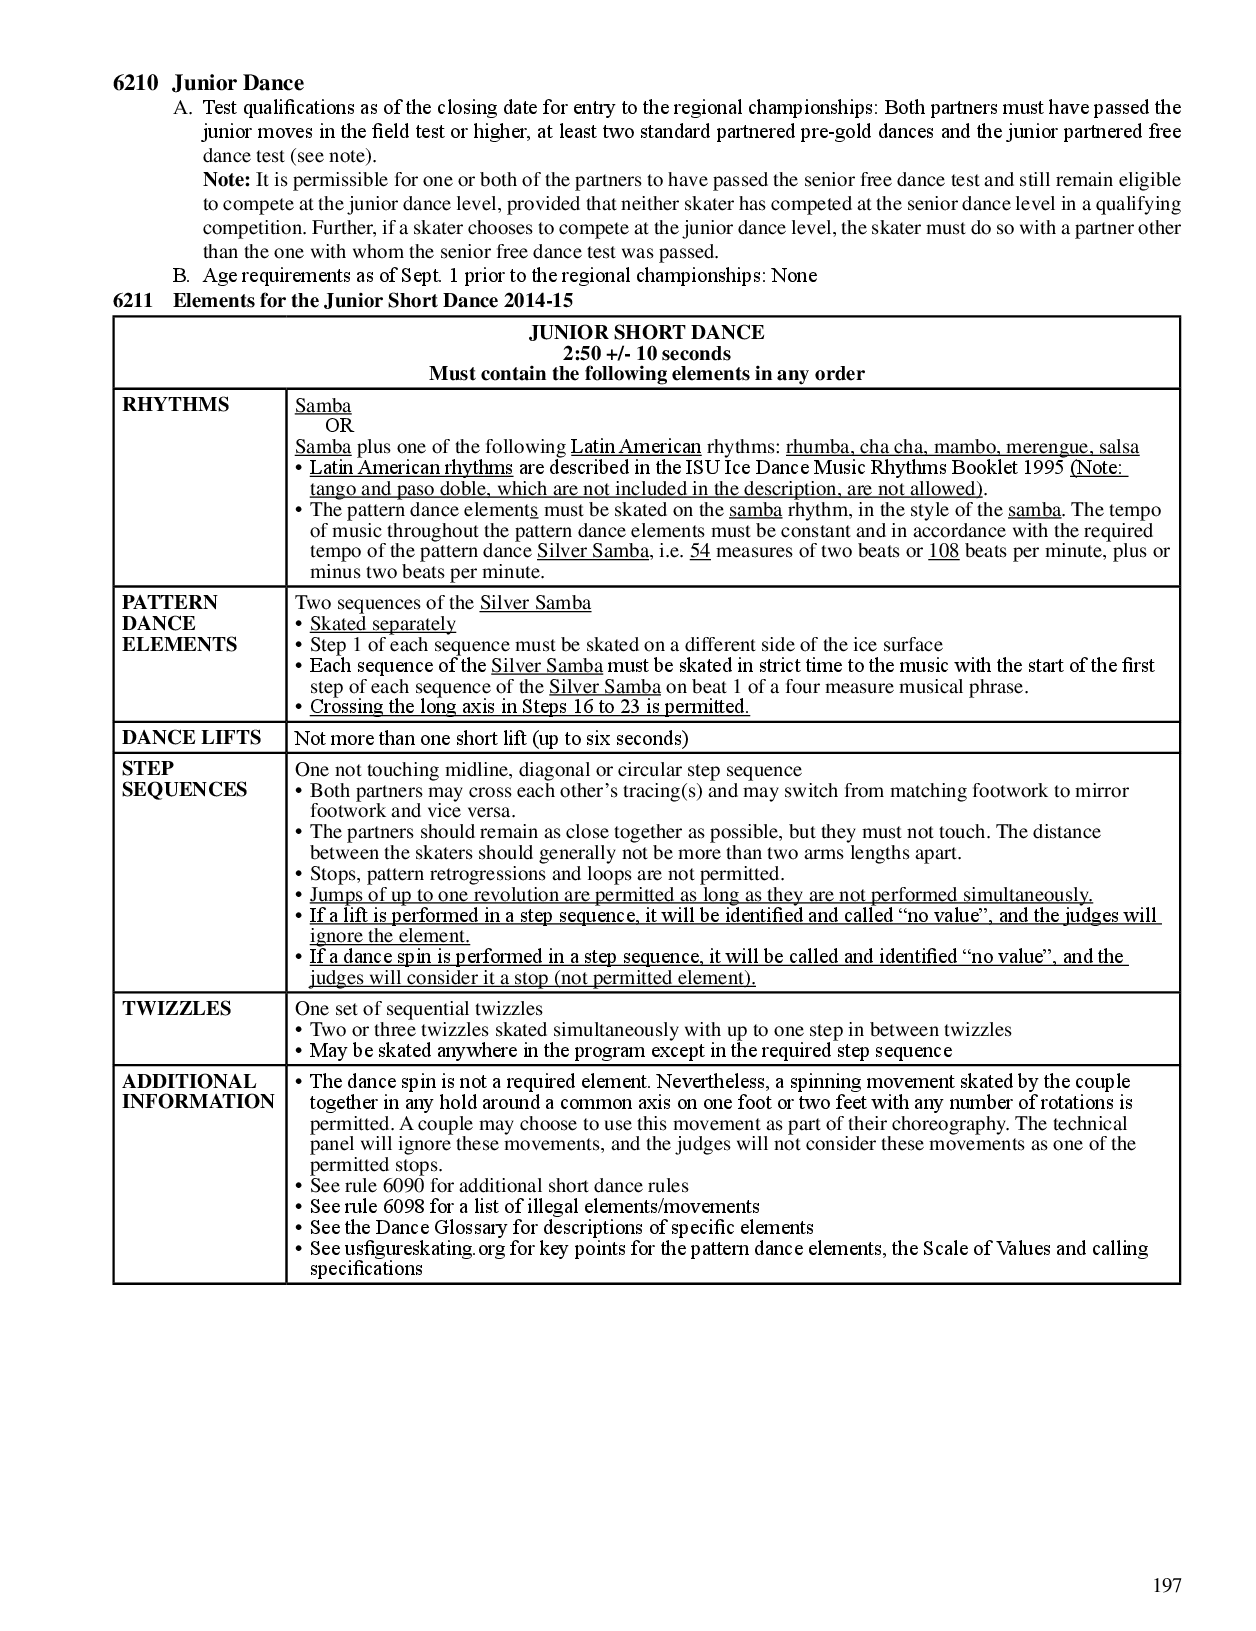 6210 Junior Dance
A. Test qualifications as of the closing date for entry to the regional championships: Both partners must have passed the
junior moves in the field test or higher, at least two standard partnered pre-gold dances and the junior partnered free
dance test (see note).
Note: It is permissible for one or both of the partners to have passed the senior free dance test and still remain eligible
to compete at the junior dance level, provided that neither skater has competed at the senior dance level in a qualifying
competition. Further, if a skater chooses to compete at the junior dance level, the skater must do so with a partner other
than the one with whom the senior free dance test was passed.
B. Age requirements as of Sept. 1 prior to the regional championships: None
6211 Elements for the Junior Short Dance 2014-15
JUNIOR SHORT DANCE
2:50 +/- 10 seconds
Must contain the following elements in any order
RHYTHMS
Samba
OR
Samba plus one of the following Latin American rhythms: rhumba, cha cha, mambo, merengue, salsa
• Latin American rhythms are described in the ISU Ice Dance Music Rhythms Booklet 1995 (Note:
tango and paso doble, which are not included in the description, are not allowed).
• The pattern dance elements must be skated on the samba rhythm, in the style of the samba. The tempo
of music throughout the pattern dance elements must be constant and in accordance with the required
tempo of the pattern dance Silver Samba, i.e. 54 measures of two beats or 108 beats per minute, plus or
minus two beats per minute.
PATTERN
DANCE
ELEMENTS
Two sequences of the Silver Samba
• Skated separately
• Step 1 of each sequence must be skated on a different side of the ice surface
• Each sequence of the Silver Samba must be skated in strict time to the music with the start of the first
step of each sequence of the Silver Samba on beat 1 of a four measure musical phrase.
• Crossing the long axis in Steps 16 to 23 is permitted.
DANCE LIFTS
Not more than one short lift (up to six seconds)
STEP
SEQUENCES
One not touching midline, diagonal or circular step sequence
• Both partners may cross each other's tracing(s) and may switch from matching footwork to mirror
footwork and vice versa.
• The partners should remain as close together as possible, but they must not touch. The distance
between the skaters should generally not be more than two arms lengths apart.
• Stops, pattern retrogressions and loops are not permitted.
• Jumps of up to one revolution are permitted as long as they are not performed simultaneously.
• If a lift is performed in a step sequence, it will be identified and called “no value”, and the judges will
ignore the element.
• If a dance spin is performed in a step sequence, it will be called and identified “no value”, and the
judges will consider it a stop (not permitted element).
TWIZZLES
One set of sequential twizzles
• Two or three twizzles skated simultaneously with up to one step in between twizzles
• May be skated anywhere in the program except in the required step sequence
ADDITIONAL
INFORMATION
• The dance spin is not a required element. Nevertheless, a spinning movement skated by the couple
together in any hold around a common axis on one foot or two feet with any number of rotations is
permitted. A couple may choose to use this movement as part of their choreography. The technical
panel will ignore these movements, and the judges will not consider these movements as one of the
permitted stops.
• See rule 6090 for additional short dance rules
• See rule 6098 for a list of illegal elements/movements
• See the Dance Glossary for descriptions of specific elements
• See usfigureskating.org for key points for the pattern dance elements, the Scale of Values and calling
specifications
197